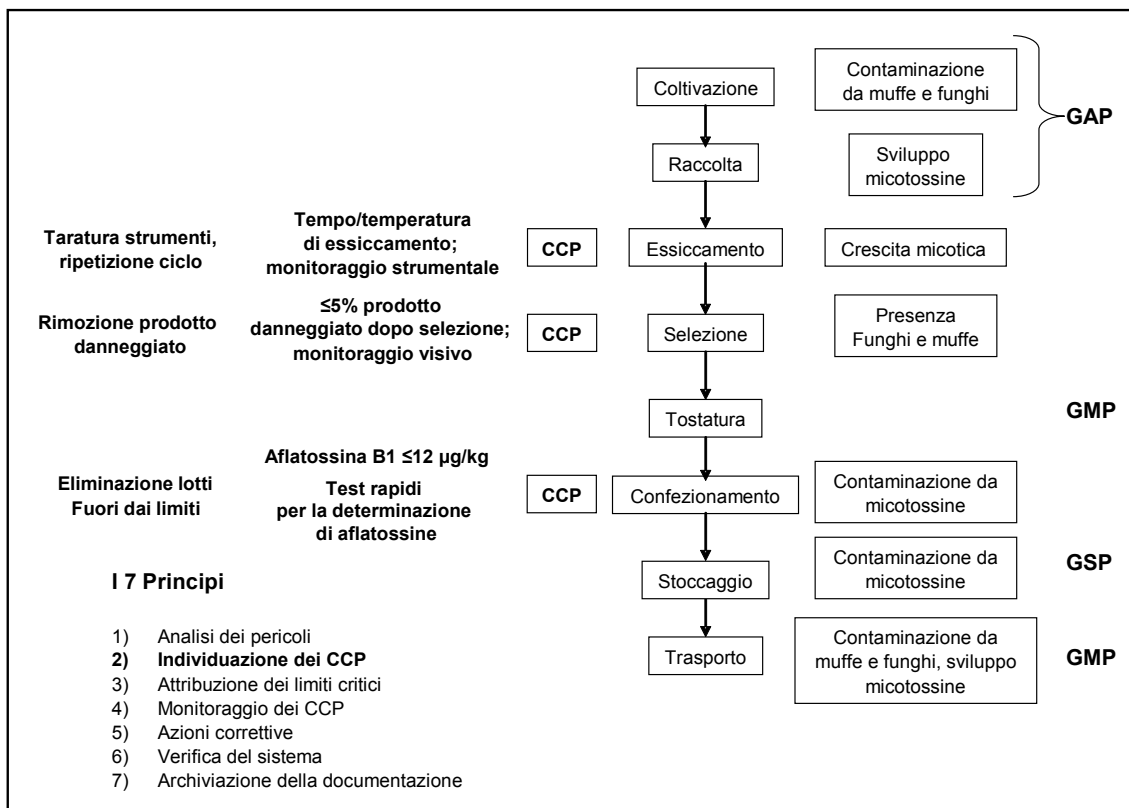 Coltivazione
Contaminazione
da muffe e funghi
GAP
Raccolta
Sviluppo
micotossine
Taratura strumenti,
ripetizione ciclo
Tempo/temperatura
di essiccamento;
monitoraggio strumentale
CCP
Essiccamento
Crescita micotica
Rimozione prodotto
danneggiato
≤5% prodotto
danneggiato dopo selezione;
monitoraggio visivo
CCP
Selezione
Presenza
Funghi e muffe
Tostatura
GMP
Eliminazione lotti
Fuori dai limiti
Aflatossina B1 ≤12 µg/kg
Test rapidi
per la determinazione
di aflatossine
CCP
Confezionamento
Contaminazione da
micotossine
Stoccaggio
Contaminazione da
micotossine
GSP
Trasporto
Contaminazione da
muffe e funghi, sviluppo
micotossine
GMP
I 7 Principi
1) Analisi dei pericoli
2) Individuazione dei CCP
3) Attribuzione dei limiti critici
4) Monitoraggio dei CCP
5) Azioni correttive
6) Verifica del sistema
7) Archiviazione della documentazione